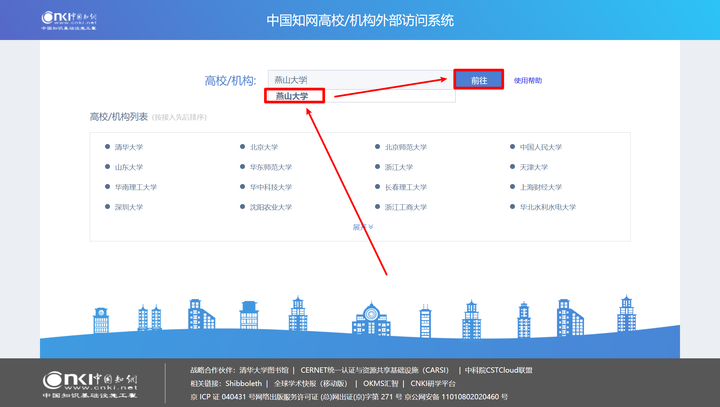 CNKI中国知网
www.cnki.net
中国知识基础设施工程
中国知网高校/机构外部访问系统
高校/机构: 燕山大学 前往 使用帮助
燕山大学
高校/机构列表 (按接入先后排序)
清华大学 北京大学 北京师范大学 中国人民大学
山东大学 华东师范大学 浙江大学 天津大学
华南理工大学 华中科技大学 长春理工大学 上海财经大学
深圳大学 沈阳农业大学 浙江工商大学 华北水利水电大学
展开
CNKI中国知网
www.cnki.net
中国知识基础设施工程
战略合作伙伴: 清华大学图书馆 | CERNET统一认证与资源共享基础设施（CARSI） | 中科院CSTCloud联盟
相关链接: Shibboleth | 全球学术快报（移动版） | OKMS汇智 | CNKI研学平台
京 ICP 证 040431 号网络出版服务许可证 (总)网出证(京)字第 271 号 京公网安备 11010802020460 号